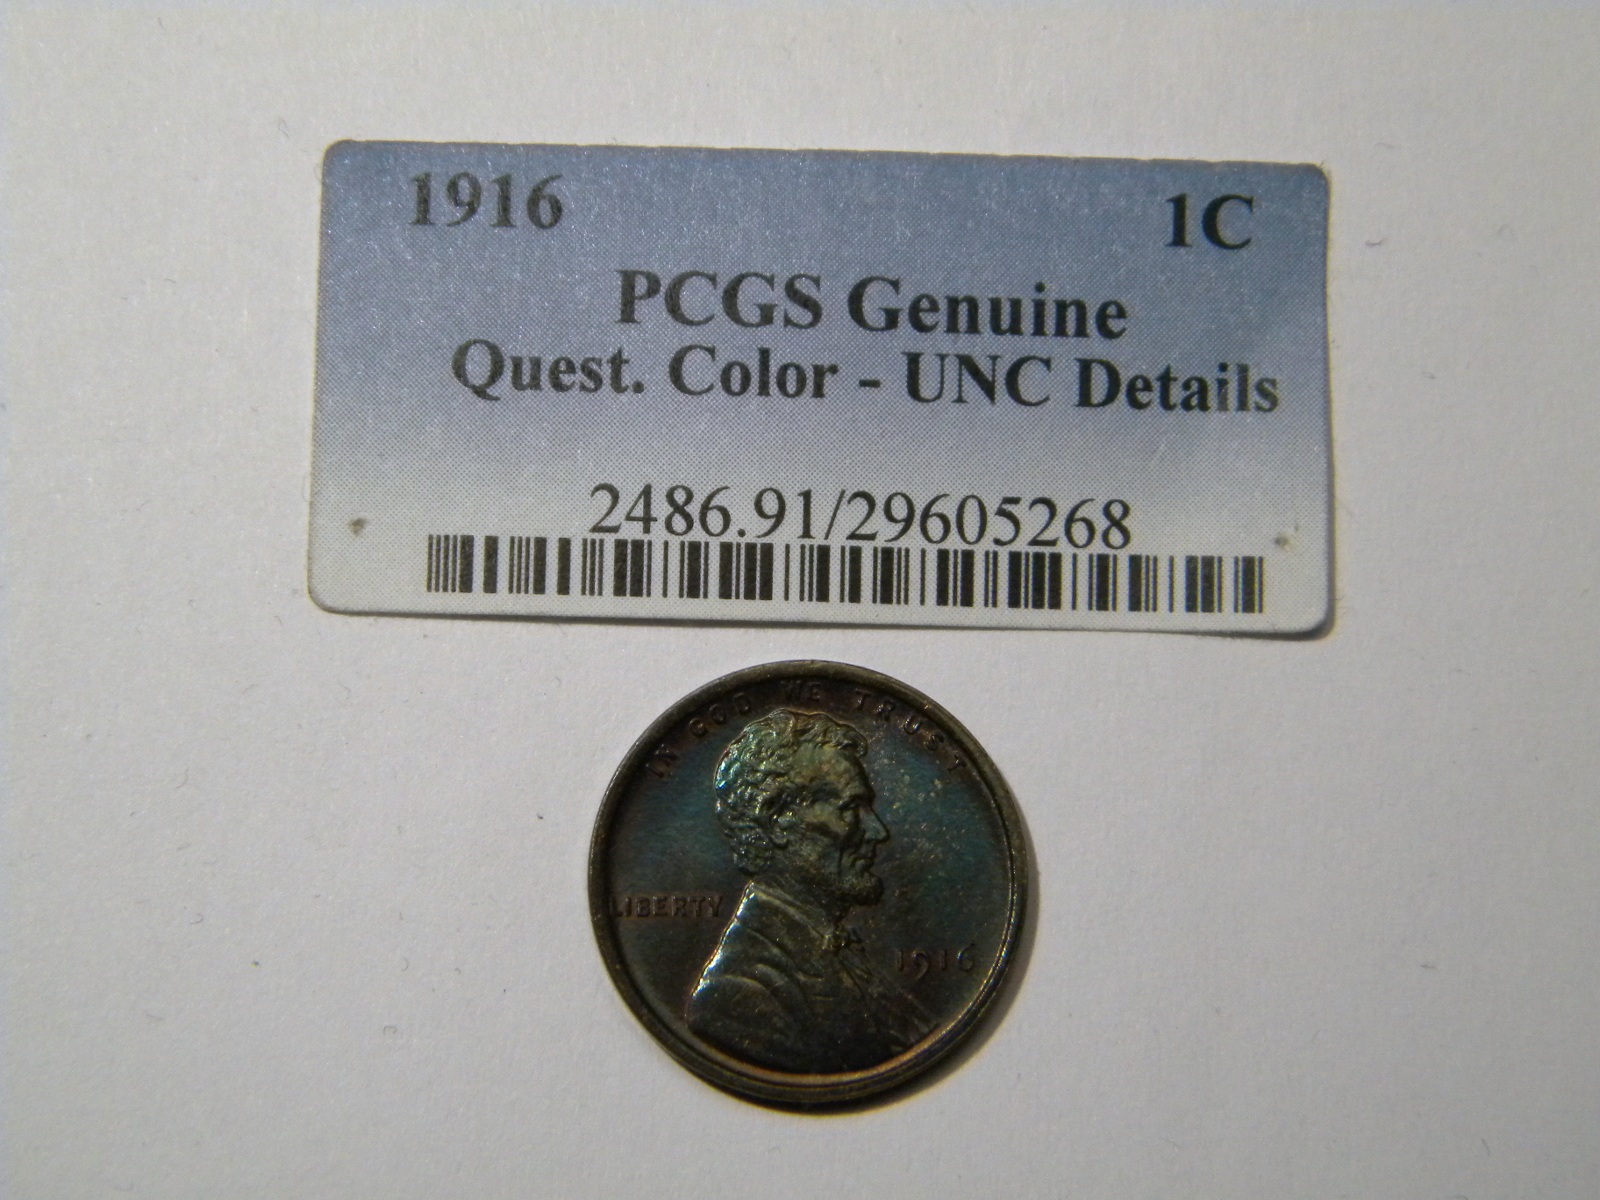 1916 1C
PCGS Genuine
Quest. Color - UNC Details
2486.91/29605268
IN GOD WE TRUST
LIBERTY
1916